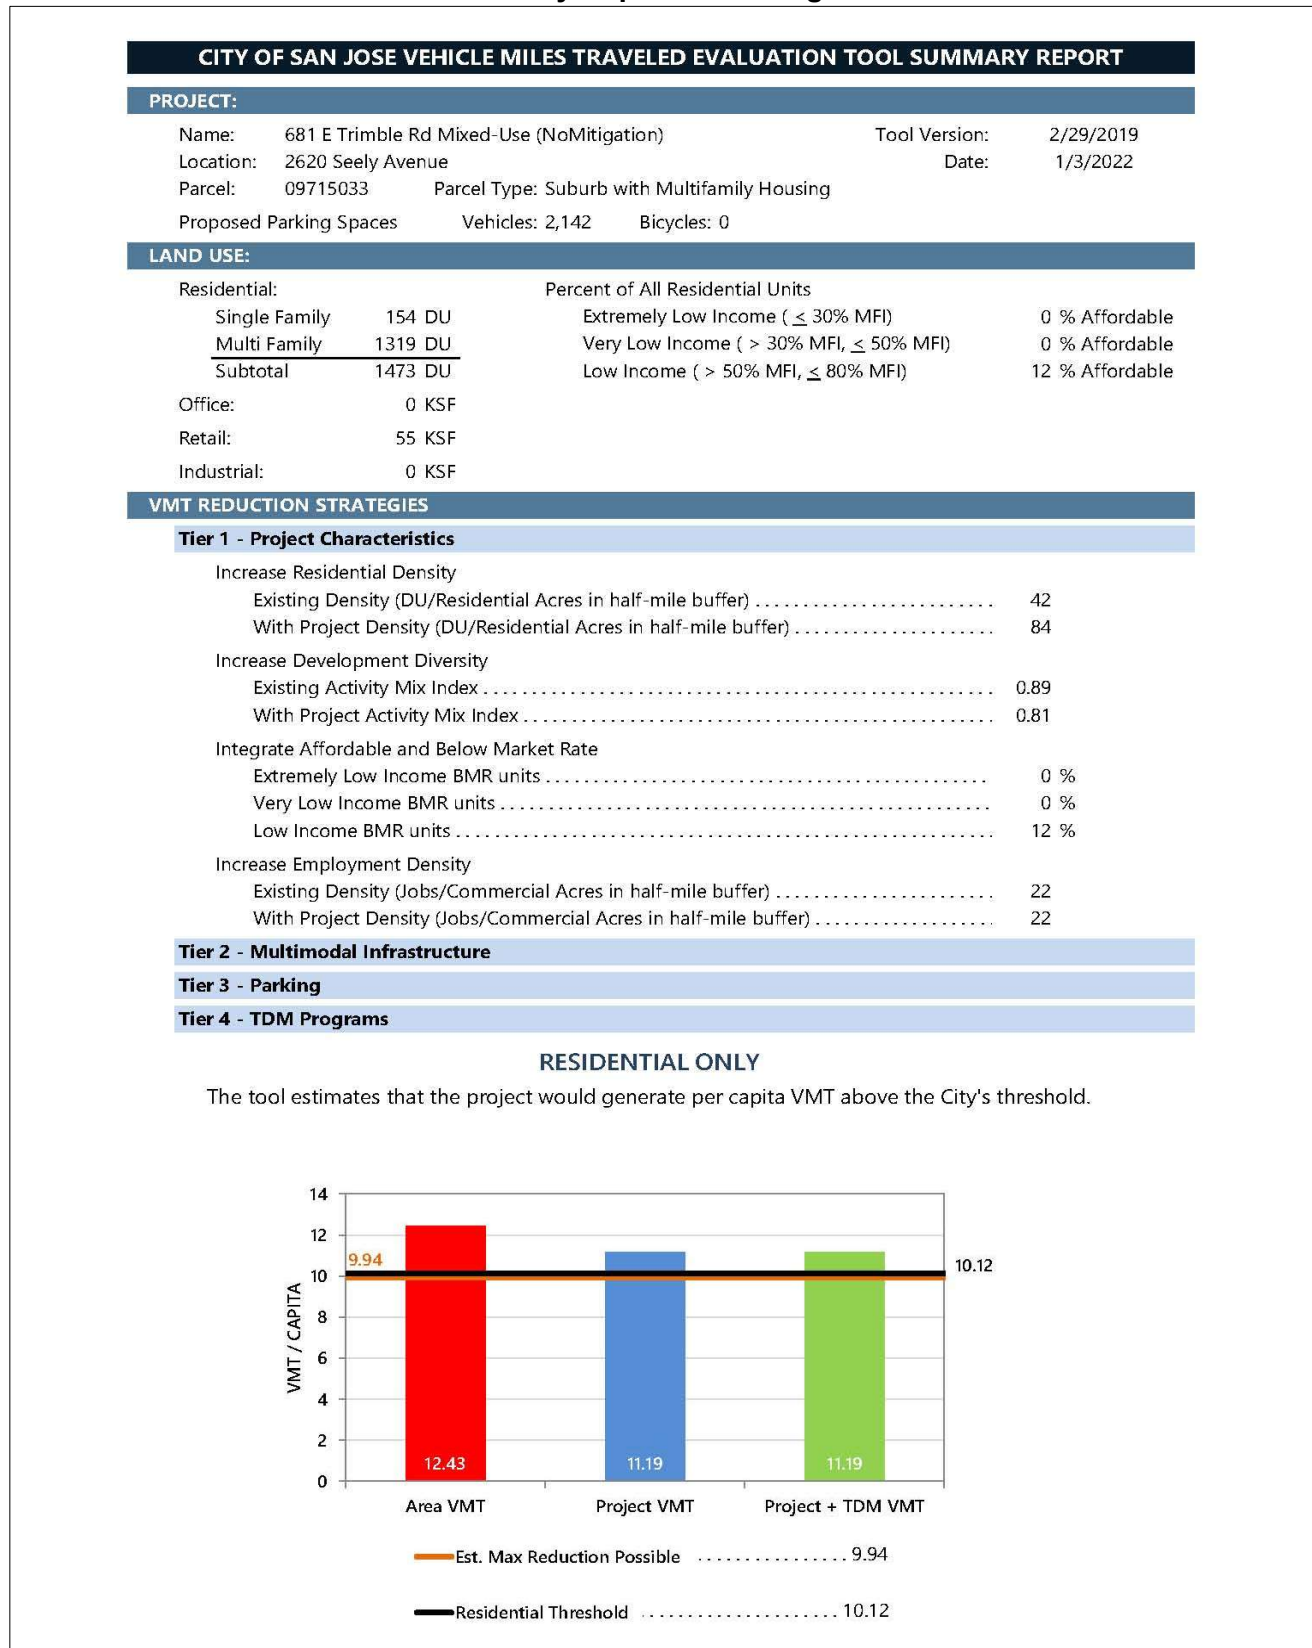 CITY OF SAN JOSE VEHICLE MILES TRAVELED EVALUATION TOOL SUMMARY REPORT
PROJECT:
Name: 681 E Trimble Rd Mixed-Use (NoMitigation) Tool Version: 2/29/2019
Location: 2620 Seely Avenue Date: 1/3/2022
Parcel: 09715033 Parcel Type: Suburb with Multifamily Housing
Proposed Parking Spaces Vehicles: 2,142 Bicycles: 0
LAND USE:
Residential: Percent of All Residential Units
Single Family 154 DU Extremely Low Income ( ≤ 30% MFI) 0 % Affordable
Multi Family 1319 DU Very Low Income ( > 30% MFI, ≤ 50% MFI) 0 % Affordable
Subtotal 1473 DU Low Income ( > 50% MFI, ≤ 80% MFI) 12 % Affordable
Office: 0 KSF
Retail: 55 KSF
Industrial: 0 KSF
VMT REDUCTION STRATEGIES
Tier 1 - Project Characteristics
Increase Residential Density
Existing Density (DU/Residential Acres in half-mile buffer) . . . . . . . . . . . . . . . . . . . . . . . . . 42
With Project Density (DU/Residential Acres in half-mile buffer) . . . . . . . . . . . . . . . . . . . . . 84
Increase Development Diversity
Existing Activity Mix Index . . . . . . . . . . . . . . . . . . . . . . . . . . . . . . . . . . . . . . . . . . . . . . . . . . . . . 0.89
With Project Activity Mix Index . . . . . . . . . . . . . . . . . . . . . . . . . . . . . . . . . . . . . . . . . . . . . . . . . 0.81
Integrate Affordable and Below Market Rate
Extremely Low Income BMR units . . . . . . . . . . . . . . . . . . . . . . . . . . . . . . . . . . . . . . . . . . . . . . 0 %
Very Low Income BMR units . . . . . . . . . . . . . . . . . . . . . . . . . . . . . . . . . . . . . . . . . . . . . . . . . . . 0 %
Low Income BMR units . . . . . . . . . . . . . . . . . . . . . . . . . . . . . . . . . . . . . . . . . . . . . . . . . . . . . . . . 12 %
Increase Employment Density
Existing Density (Jobs/Commercial Acres in half-mile buffer) . . . . . . . . . . . . . . . . . . . . . . . 22
With Project Density (Jobs/Commercial Acres in half-mile buffer) . . . . . . . . . . . . . . . . . . . 22
Tier 2 - Multimodal Infrastructure
Tier 3 - Parking
Tier 4 - TDM Programs
RESIDENTIAL ONLY
The tool estimates that the project would generate per capita VMT above the City's threshold.
14
12
9.94
10.12
10
VMT / CAPITA
8
6
4
2
12.43 11.19 11.19
0
Area VMT Project VMT Project + TDM VMT
Est. Max Reduction Possible . . . . . . . . . . . . . . . . 9.94
Residential Threshold . . . . . . . . . . . . . . . . . . . . . 10.12